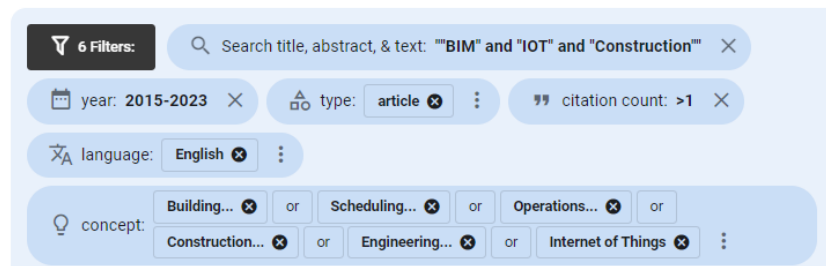 6 Filters: Search title, abstract, & text: ""BIM" and "IOT" and "Construction""
year: 2015-2023 type: article citation count: >1
language: English
concept: Building... or Scheduling... or Operations... or
Construction... or Engineering... or Internet of Things